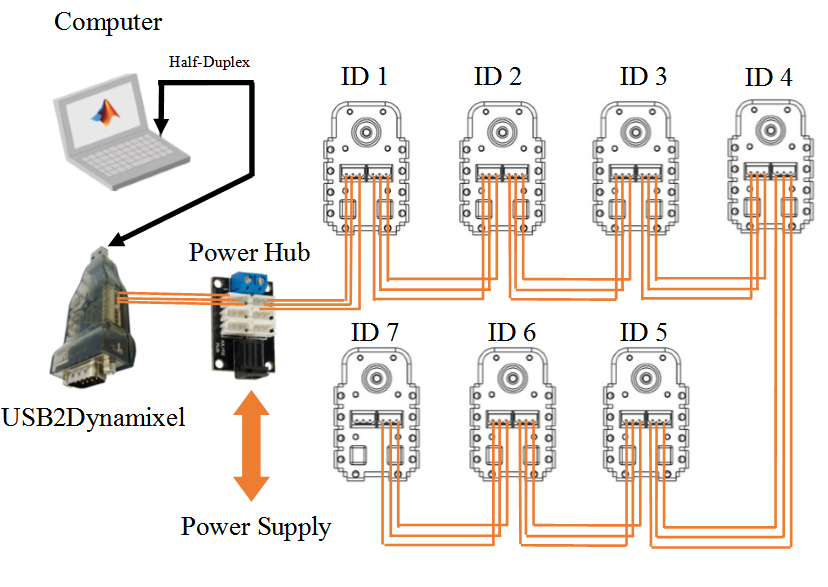 Computer
Half-Duplex
ID 1
ID 2
ID 3
ID 4
Power Hub
ID 7
ID 6
ID 5
USB2Dynamixel
Power Supply